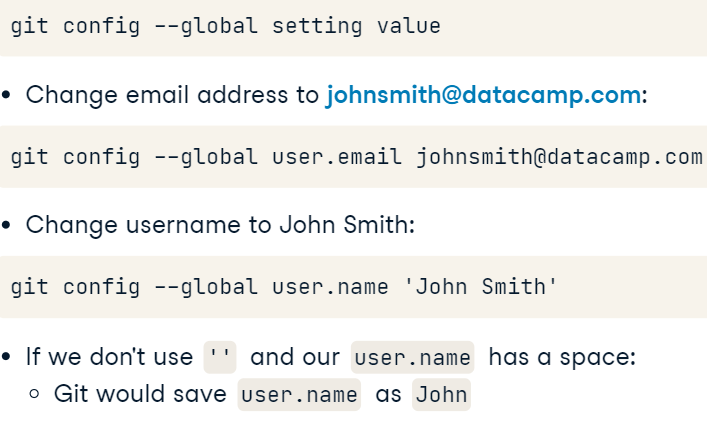 git config --global setting value
• Change email address to johnsmith@datacamp.com:
git config --global user.email johnsmith@datacamp.com
• Change username to John Smith:
git config --global user.name 'John Smith'
• If we don't use '' and our user.name has a space:
○ Git would save user.name as John